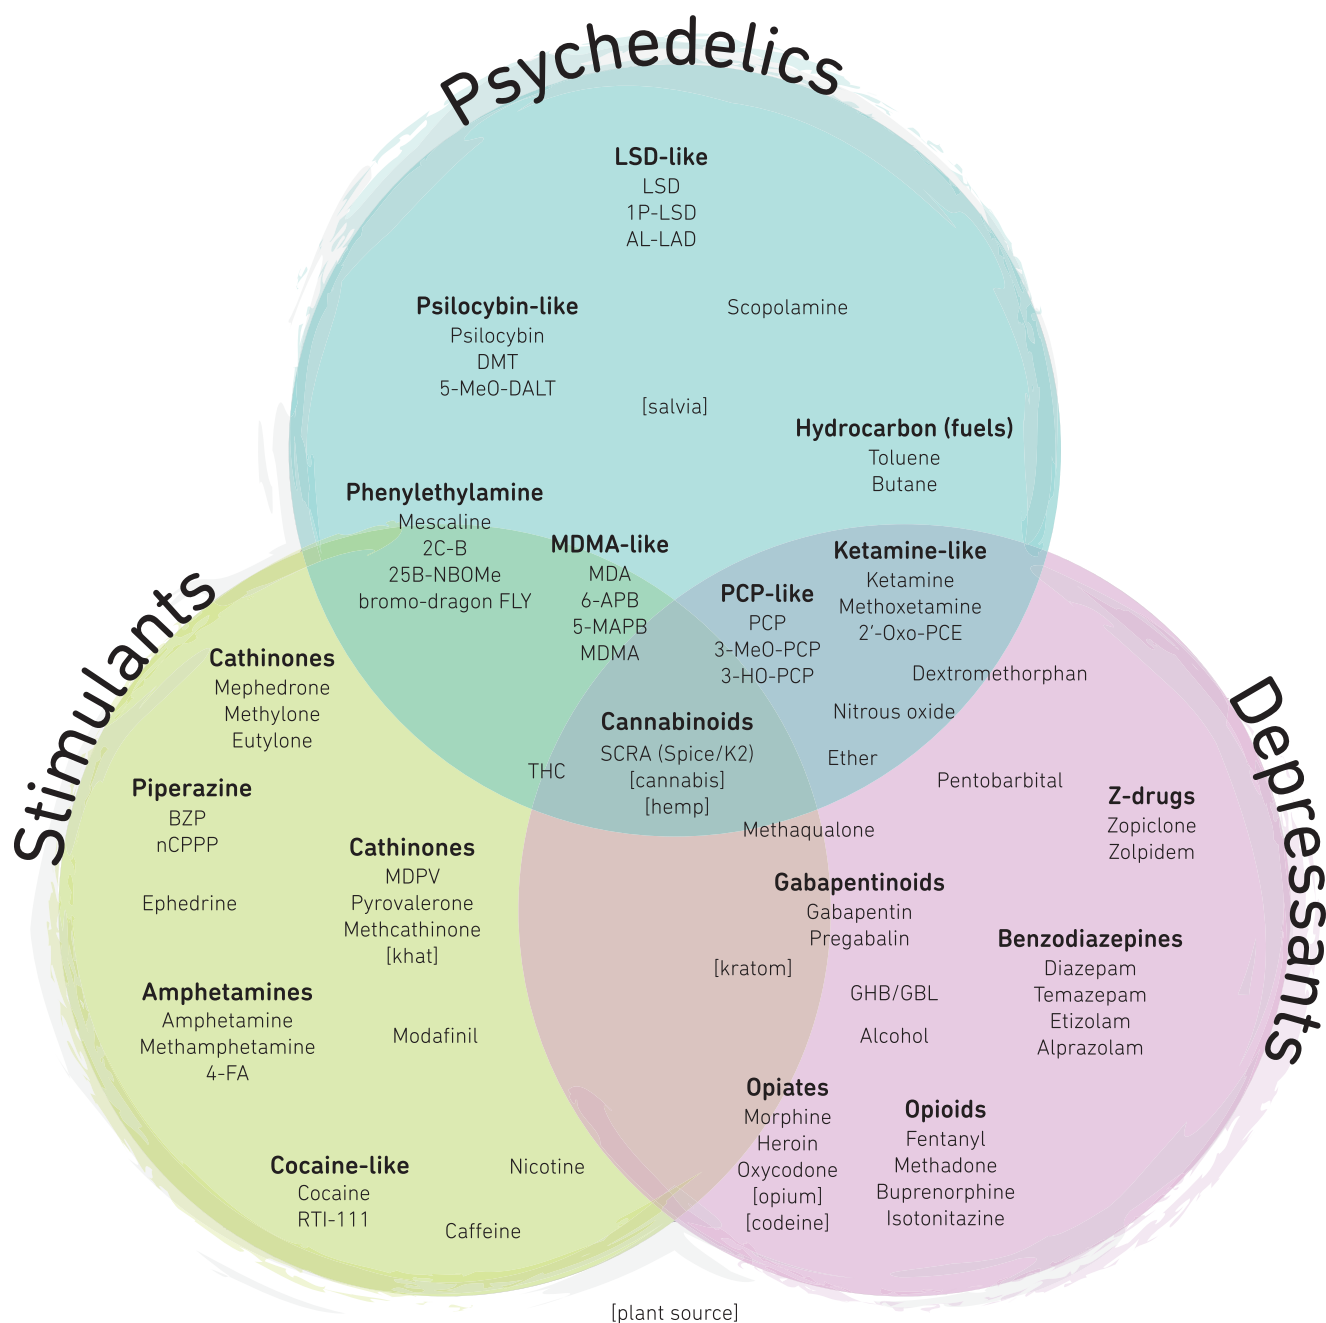 Psychedelics
LSD-like
LSD
1P-LSD
AL-LAD
Psilocybin-like
Psilocybin
DMT
5-MeO-DALT
Scopolamine
[salvia]
Hydrocarbon (fuels)
Toluene
Butane
Phenylethylamine
Mescaline
2C-B
25B-NBOMe
bromo-dragon FLY
MDMA-like
MDA
6-APB
5-MAPB
MDMA
PCP-like
PCP
3-MeO-PCP
3-HO-PCP
Ketamine-like
Ketamine
Methoxetamine
2’-Oxo-PCE
Dextromethorphan
Nitrous oxide
Ether
Cannabinoids
SCRA (Spice/K2)
[cannabis]
[hemp]
THC
Stimulants
Cathinones
Mephedrone
Methylone
Eutylone
Piperazine
BZP
nCPPP
Cathinones
MDPV
Pyrovalerone
Methcathinone
[khat]
Ephedrine
Amphetamines
Amphetamine
Methamphetamine
4-FA
Modafinil
Cocaine-like
Cocaine
RTI-111
Nicotine
Caffeine
Depressants
Pentobarbital
Z-drugs
Zopiclone
Zolpidem
Methaqualone
Gabapentinoids
Gabapentin
Pregabalin
[kratom]
Benzodiazepines
Diazepam
Temazepam
Etizolam
Alprazolam
GHB/GBL
Alcohol
Opiates
Morphine
Heroin
Oxycodone
[opium]
[codeine]
Opioids
Fentanyl
Methadone
Buprenorphine
Isotonitazine
[plant source]